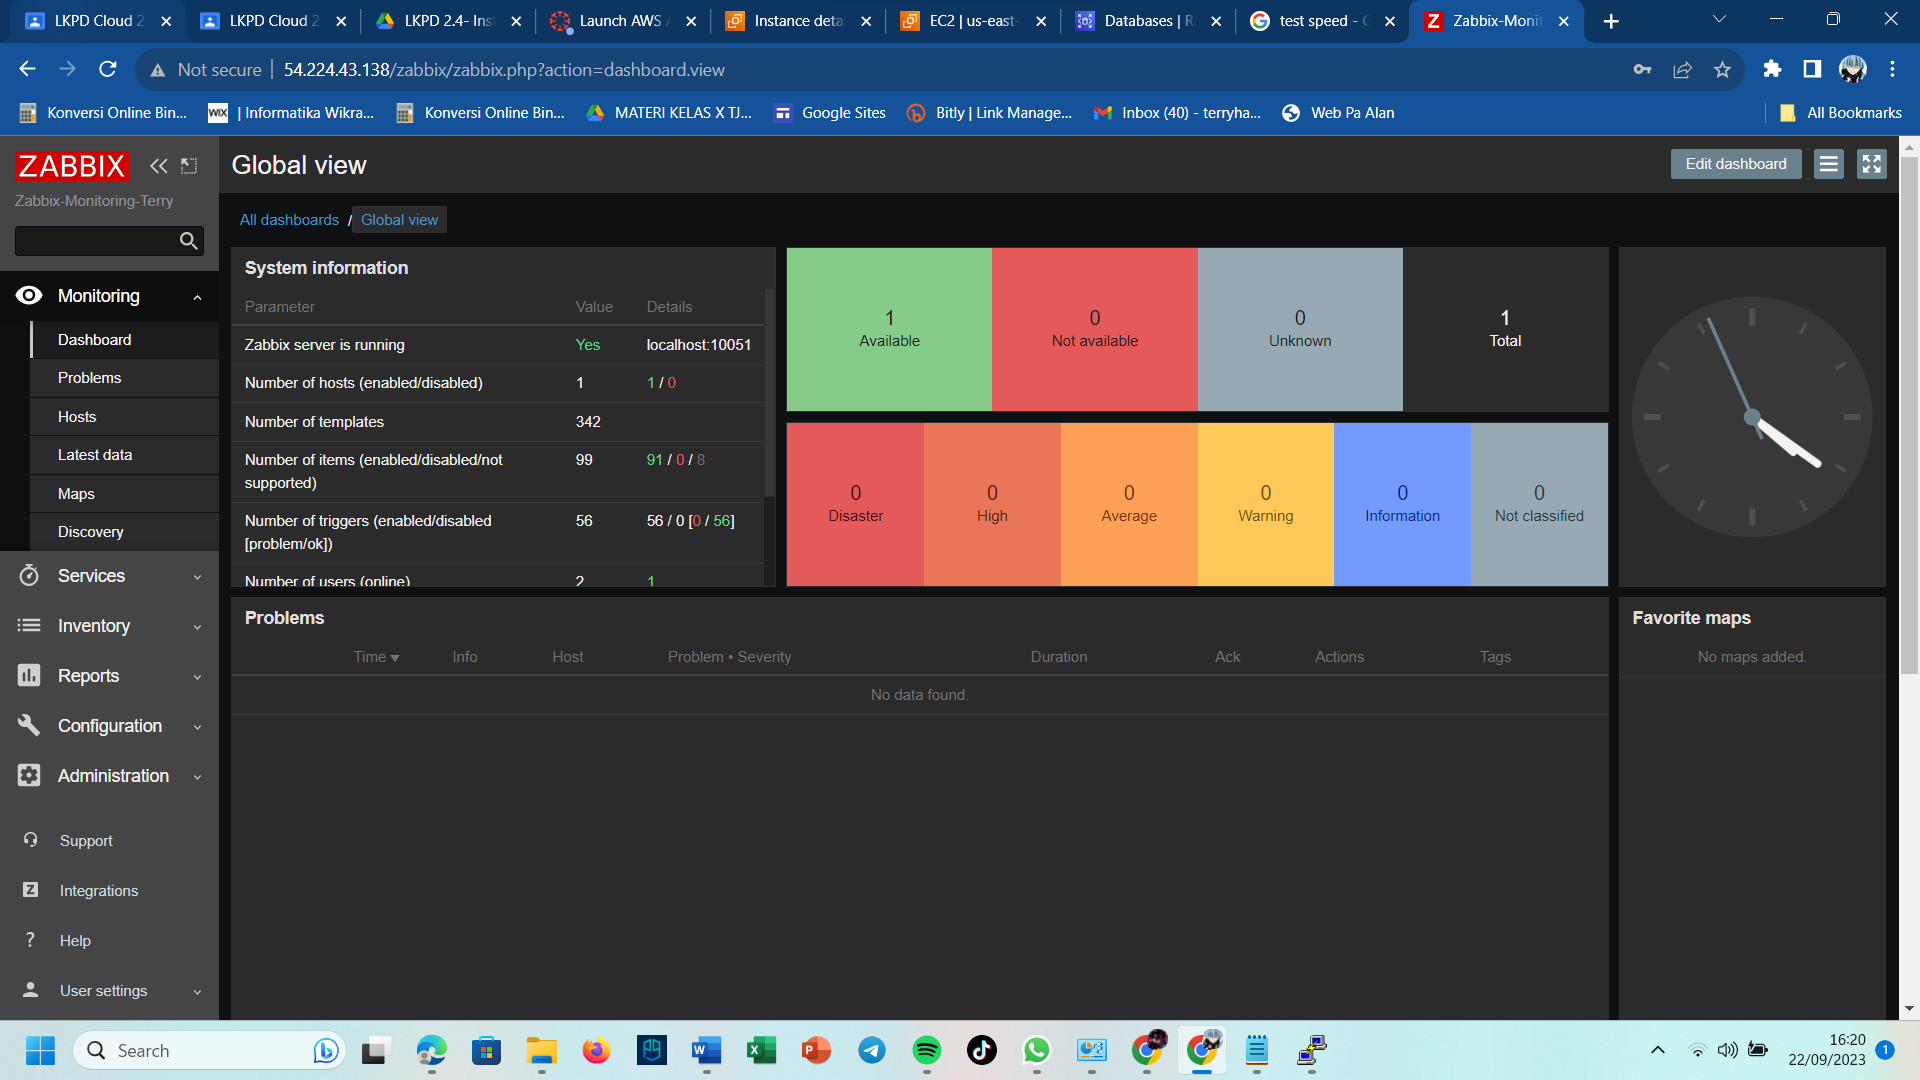 LKPD Cloud 2
LKPD Cloud 2
LKPD 2.4- Inst
Launch AWS A
Instance detai
EC2 | us-east-
Databases | R
test speed - G
Zabbix-Monit
Not secure
54.224.43.138/zabbix/zabbix.php?action=dashboard.view
Konversi Online Bin...
WIX
| Informatika Wikra...
Konversi Online Bin...
MATERI KELAS X TJ...
Google Sites
Bitly | Link Manage...
Inbox (40) - terryha...
Web Pa Alan
All Bookmarks
ZABBIX
Zabbix-Monitoring-Terry
Monitoring
Dashboard
Problems
Hosts
Latest data
Maps
Discovery
Services
Inventory
Reports
Configuration
Administration
Support
Integrations
Help
User settings
Global view
Edit dashboard
All dashboards / Global view
System information
Parameter Value Details
Zabbix server is running Yes localhost:10051
Number of hosts (enabled/disabled) 1 1 / 0
Number of templates 342
Number of items (enabled/disabled/not 99 91 / 0 / 8
supported)
Number of triggers (enabled/disabled 56 56 / 0 [0 / 56]
[problem/ok])
Number of users (online) 2 1
1
Available
0
Not available
0
Unknown
1
Total
0
Disaster
0
High
0
Average
0
Warning
0
Information
0
Not classified
Problems
Time Info Host Problem • Severity Duration Ack Actions Tags
No data found.
Favorite maps
No maps added.
Search
16:20
22/09/2023
1